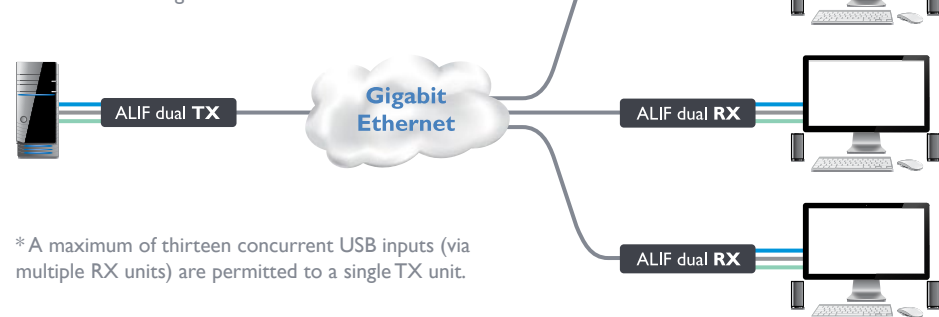 ALIF dual TX
Gigabit
Ethernet
ALIF dual RX
* A maximum of thirteen concurrent USB inputs (via
multiple RX units) are permitted to a single TX unit.
ALIF dual RX